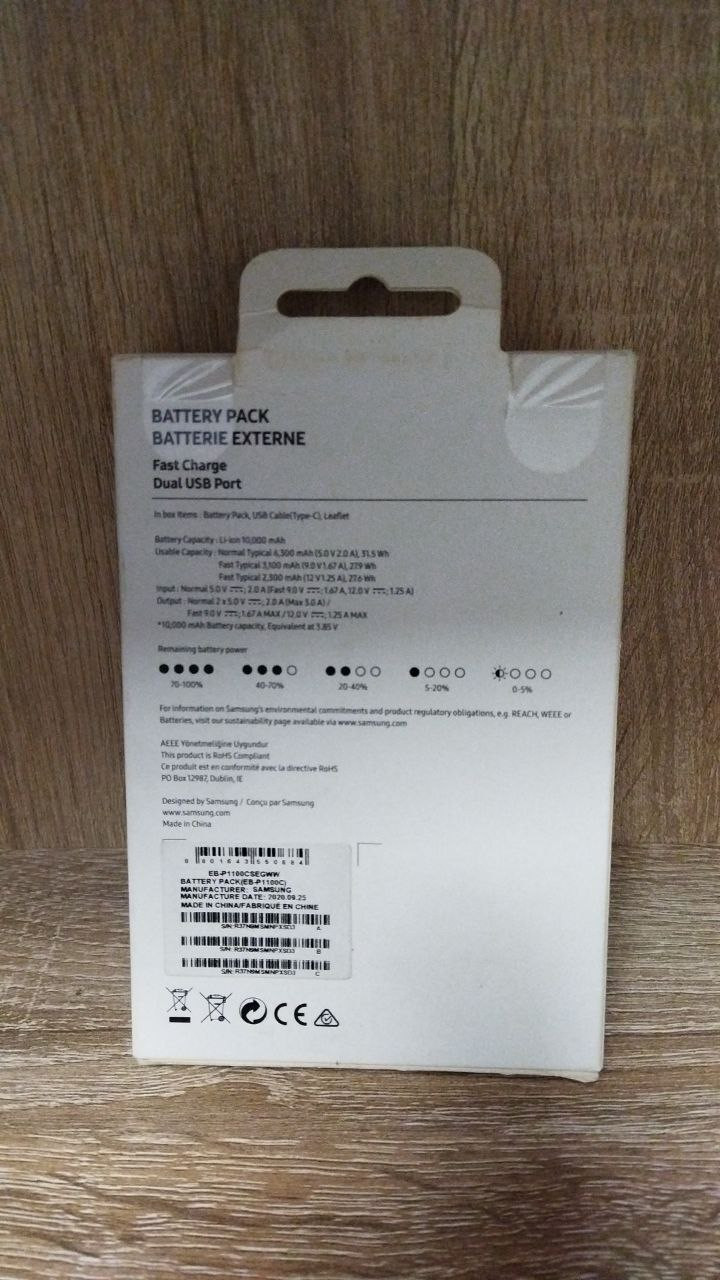 BATTERY PACK
BATTERIE EXTERNE
Fast Charge
Dual USB Port
In box items : Battery Pack, USB Cable(Type-C), Leaflet
Battery Capacity : Li-ion 10,000 mAh
Usable Capacity : Normal Typical 6,300 mAh (5.0 V 2.0 A), 31.5 Wh
Fast Typical 3,100 mAh (9.0 V 1.67 A), 27.9 Wh
Fast Typical 2,300 mAh (12 V 1.25 A), 27.6 Wh
Input : Normal 5.0 V ⎓; 2.0 A (Fast 9.0 V ⎓; 1.67 A, 12.0 V ⎓; 1.25 A)
Output : Normal 2 x 5.0 V ⎓; 2.0 A (Max 3.0 A) /
Fast 9.0 V ⎓; 1.67 A MAX / 12.0 V ⎓; 1.25 A MAX
*10,000 mAh Battery capacity, Equivalent at 3.85 V
Remaining battery power
70-100% 40-70% 20-40% 5-20% 0-5%
For information on Samsung's environmental commitments and product regulatory obligations, e.g. REACH, WEEE or
Batteries, visit our sustainability page available via www.samsung.com
AEEE Yönetmeliğine Uygundur
This product is RoHS Compliant
Ce produit est en conformité avec la directive RoHS
PO Box 12987, Dublin, IE
Designed by Samsung / Conçu par Samsung
www.samsung.com
Made in China
8 801643 550684
EB-P1100CSEGWW
BATTERY PACK(EB-P1100C)
MANUFACTURER: SAMSUNG
MANUFACTURE DATE: 2020.09.25
MADE IN CHINA/FABRIQUÉ EN CHINE
S/N: A
S/N: B
S/N: C
CE